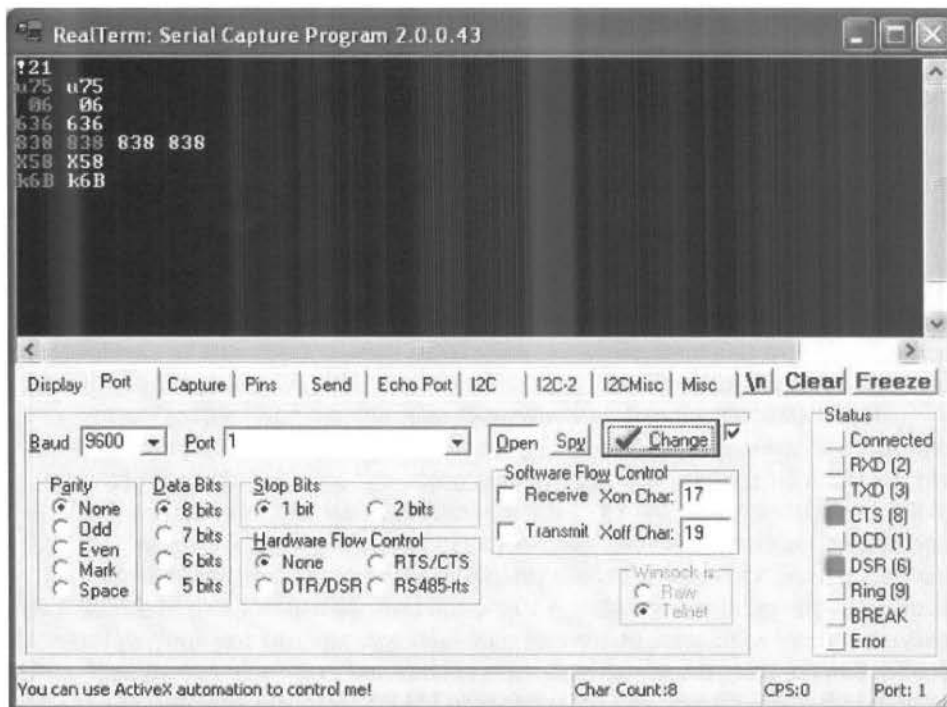 RealTerm: Serial Capture Program 2.0.0.43
!21
u75 u75
06 06
636 636
838 838 838 838
X58 X58
k6B k6B
Display Port Capture Pins Send Echo Port I2C I2C-2 I2CMisc Misc \n Clear Freeze
Baud 9600 Port 1 Open Spy Change
Status
Connected
RXD (2)
TXD (3)
CTS (8)
DCD (1)
DSR (6)
Ring (9)
BREAK
Error
Parity
None
Odd
Even
Mark
Space
Data Bits
8 bits
7 bits
6 bits
5 bits
Stop Bits
1 bit 2 bits
Hardware Flow Control
None RTS/CTS
DTR/DSR RS485-rts
Software Flow Control
Receive Xon Char: 17
Transmit Xoff Char: 19
Winsock is:
Raw
Telnet
You can use ActiveX automation to control me! Char Count:8 CPS:0 Port: 1